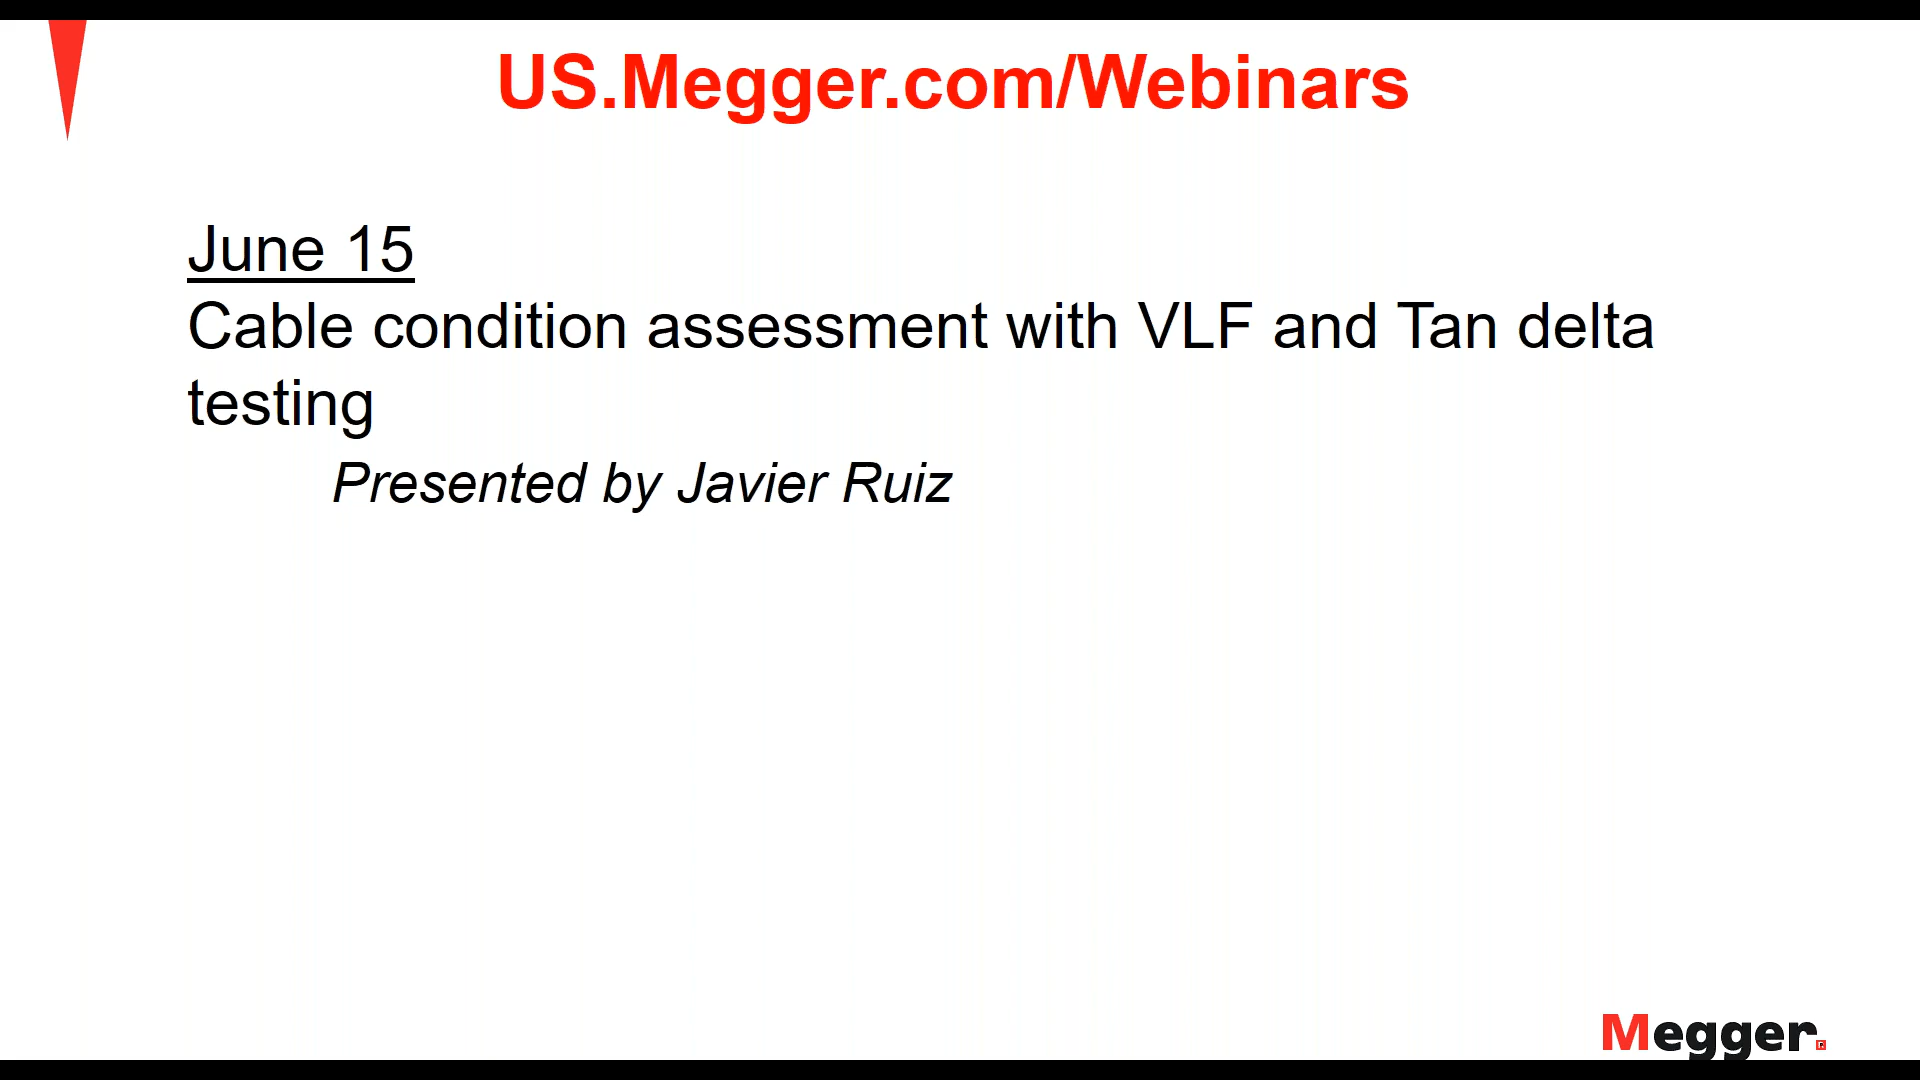 US.Megger.com/Webinars
June 15
Cable condition assessment with VLF and Tan delta
testing
Presented by Javier Ruiz
Megger.